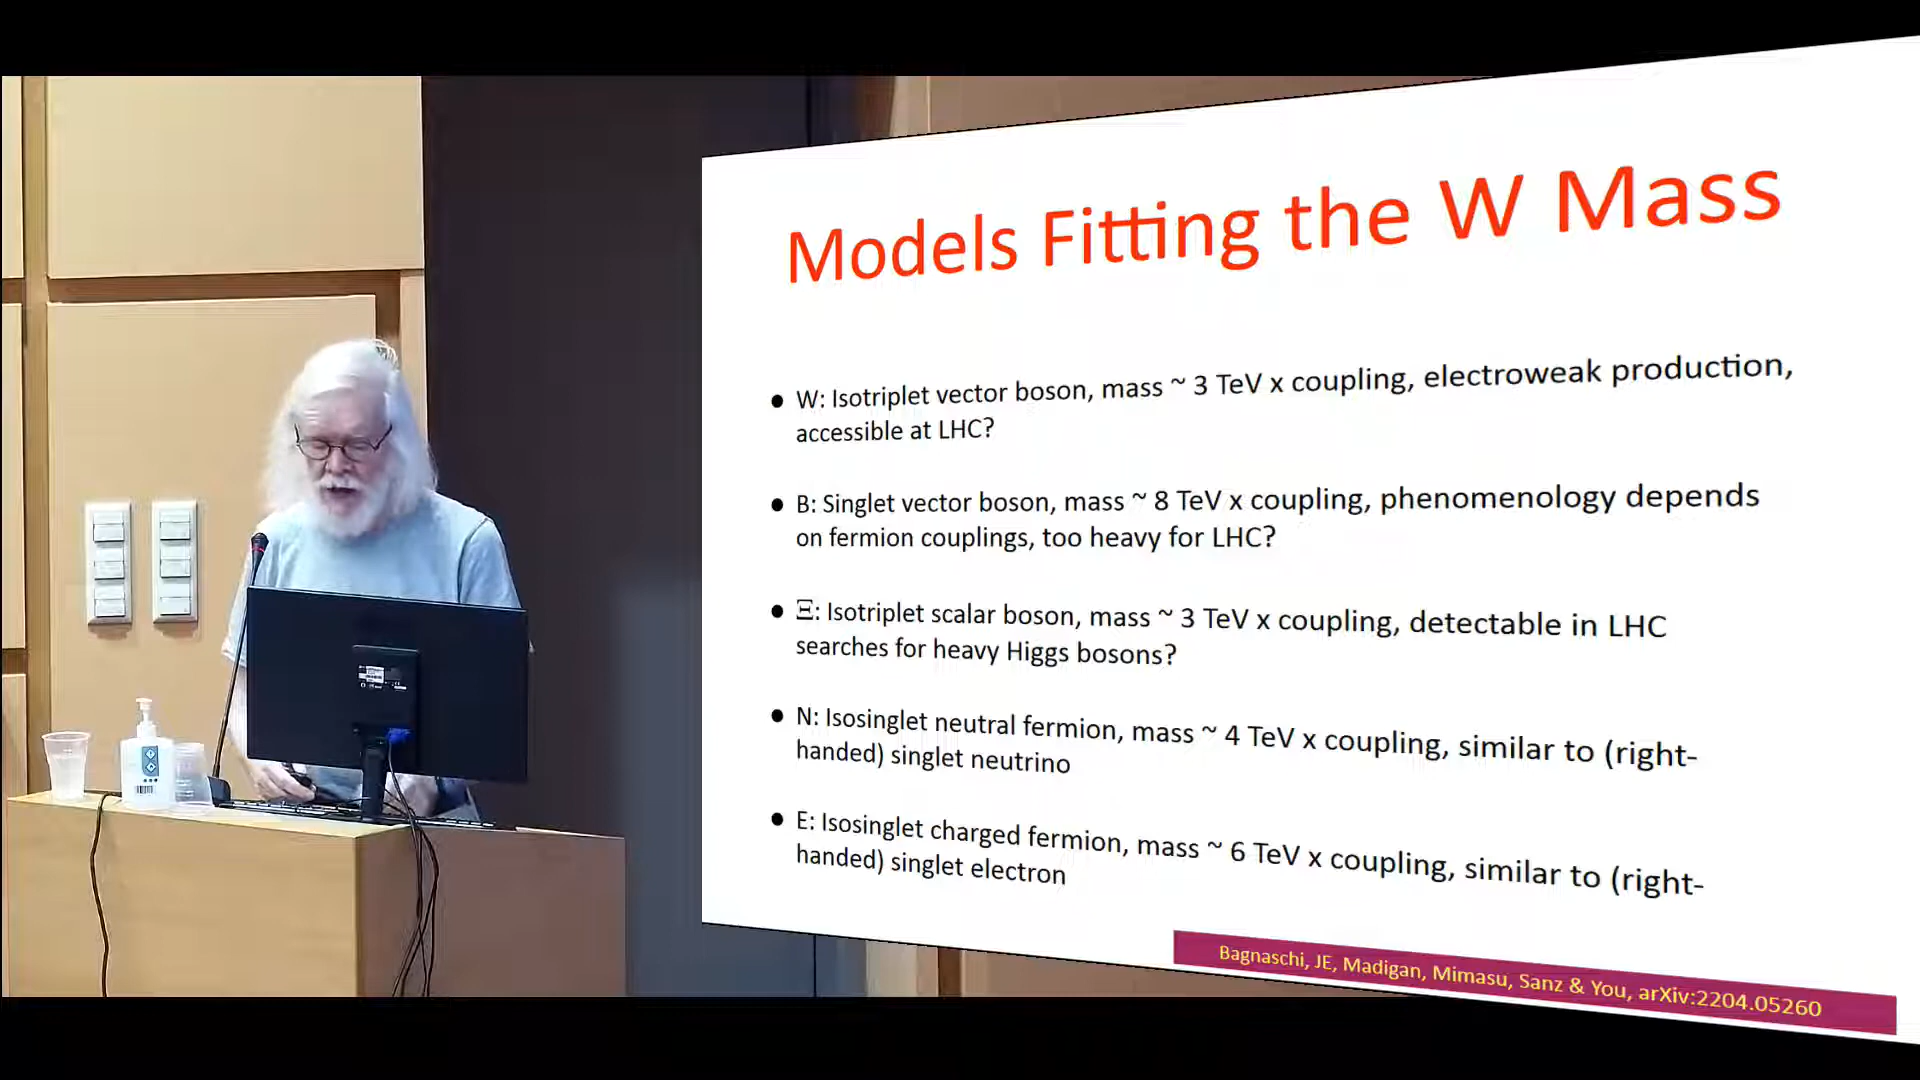 Models Fitting the W Mass
• W: Isotriplet vector boson, mass ~ 3 TeV x coupling, electroweak production,
accessible at LHC?
• B: Singlet vector boson, mass ~ 8 TeV x coupling, phenomenology depends
on fermion couplings, too heavy for LHC?
• Ξ: Isotriplet scalar boson, mass ~ 3 TeV x coupling, detectable in LHC
searches for heavy Higgs bosons?
• N: Isosinglet neutral fermion, mass ~ 4 TeV x coupling, similar to (right-
handed) singlet neutrino
• E: Isosinglet charged fermion, mass ~ 6 TeV x coupling, similar to (right-
handed) singlet electron
Bagnaschi, JE, Madigan, Mimasu, Sanz & You, arXiv:2204.05260